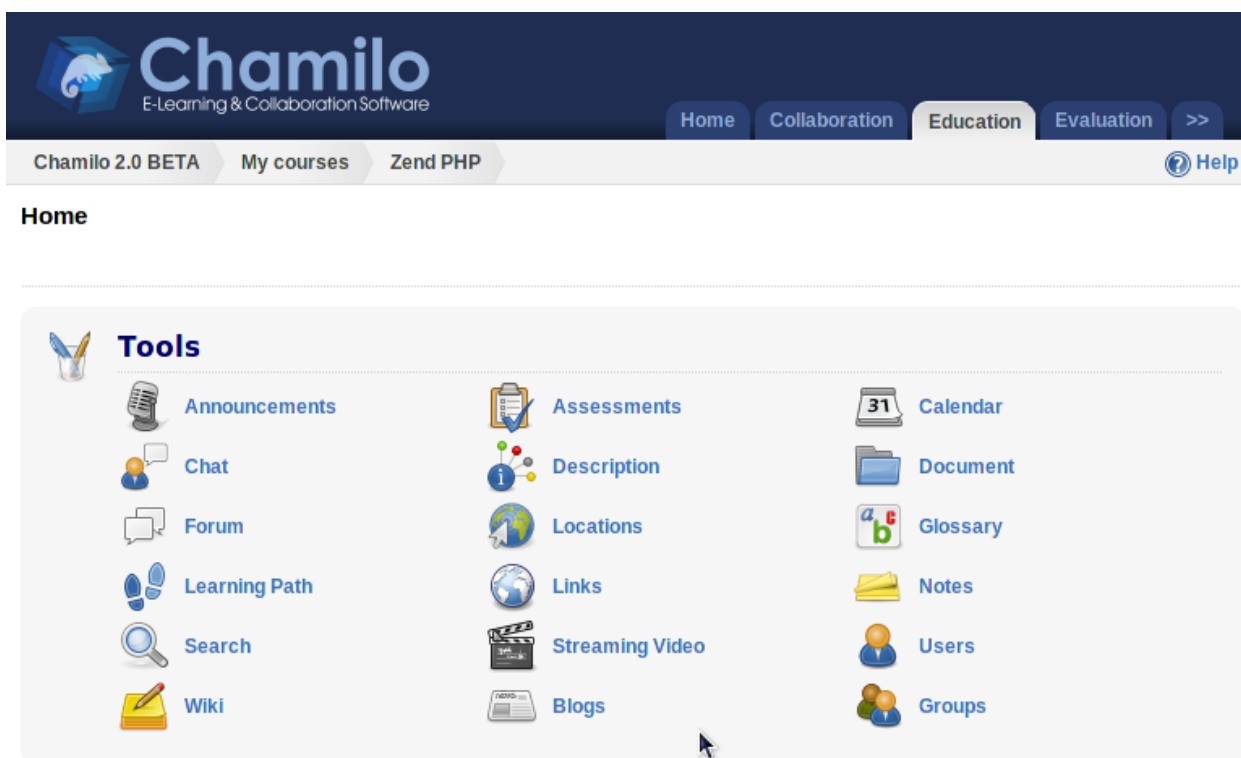 Chamilo
E-Learning & Collaboration Software
Home Collaboration Education Evaluation >>
Chamilo 2.0 BETA My courses Zend PHP Help
Home
Tools
Announcements Assessments 31 Calendar
Chat i Description Document
Forum Locations a b c Glossary
Learning Path Links Notes
Search Streaming Video Users
Wiki NEWS Blogs Groups